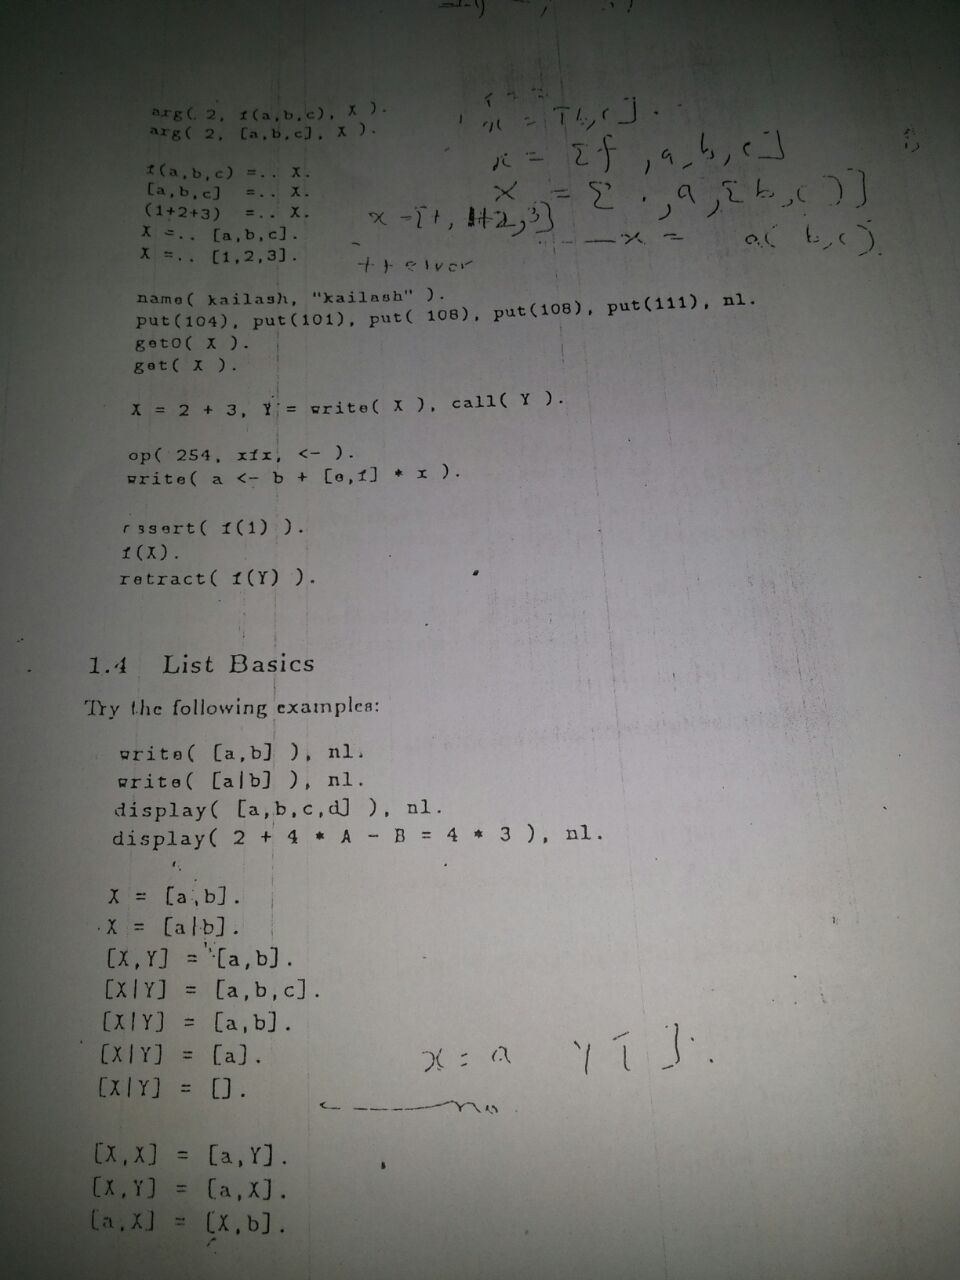 arg( 2, f(a,b,c), X ).
arg( 2, [a,b,c], X ).
x = [b,c].
f(a,b,c) =.. X.
x = [f ,a,b,c]
[a,b,c] =.. X.
X = [. ,a,[b,c)]
(1+2+3) =.. X.
x -[+, 1+2,3]
X =.. [a,b,c].
x = a( b,c).
X =.. [1,2,3].
name( kailash, "kailash" ).
put(104), put(101), put( 108), put(108), put(111), nl.
get0( X ).
get( X ).
X = 2 + 3, Y = write( X ), call( Y ).
op( 254, xfx, <- ).
write( a <- b + [e,f] * x ).
assert( f(1) ).
f(X).
retract( f(Y) ).
1.4 List Basics
Try the following examples:
write( [a,b] ), nl.
write( [a|b] ), nl.
display( [a,b,c,d] ), nl.
display( 2 + 4 * A - B = 4 * 3 ), nl.
X = [a,b].
X = [a|b].
[X,Y] = [a,b].
[X|Y] = [a,b,c].
[X|Y] = [a,b].
[X|Y] = [a].
x = a Y [ ].
[X|Y] = [].
no
[X,X] = [a,Y].
[X,Y] = [a,X].
[a,X] = [X,b].